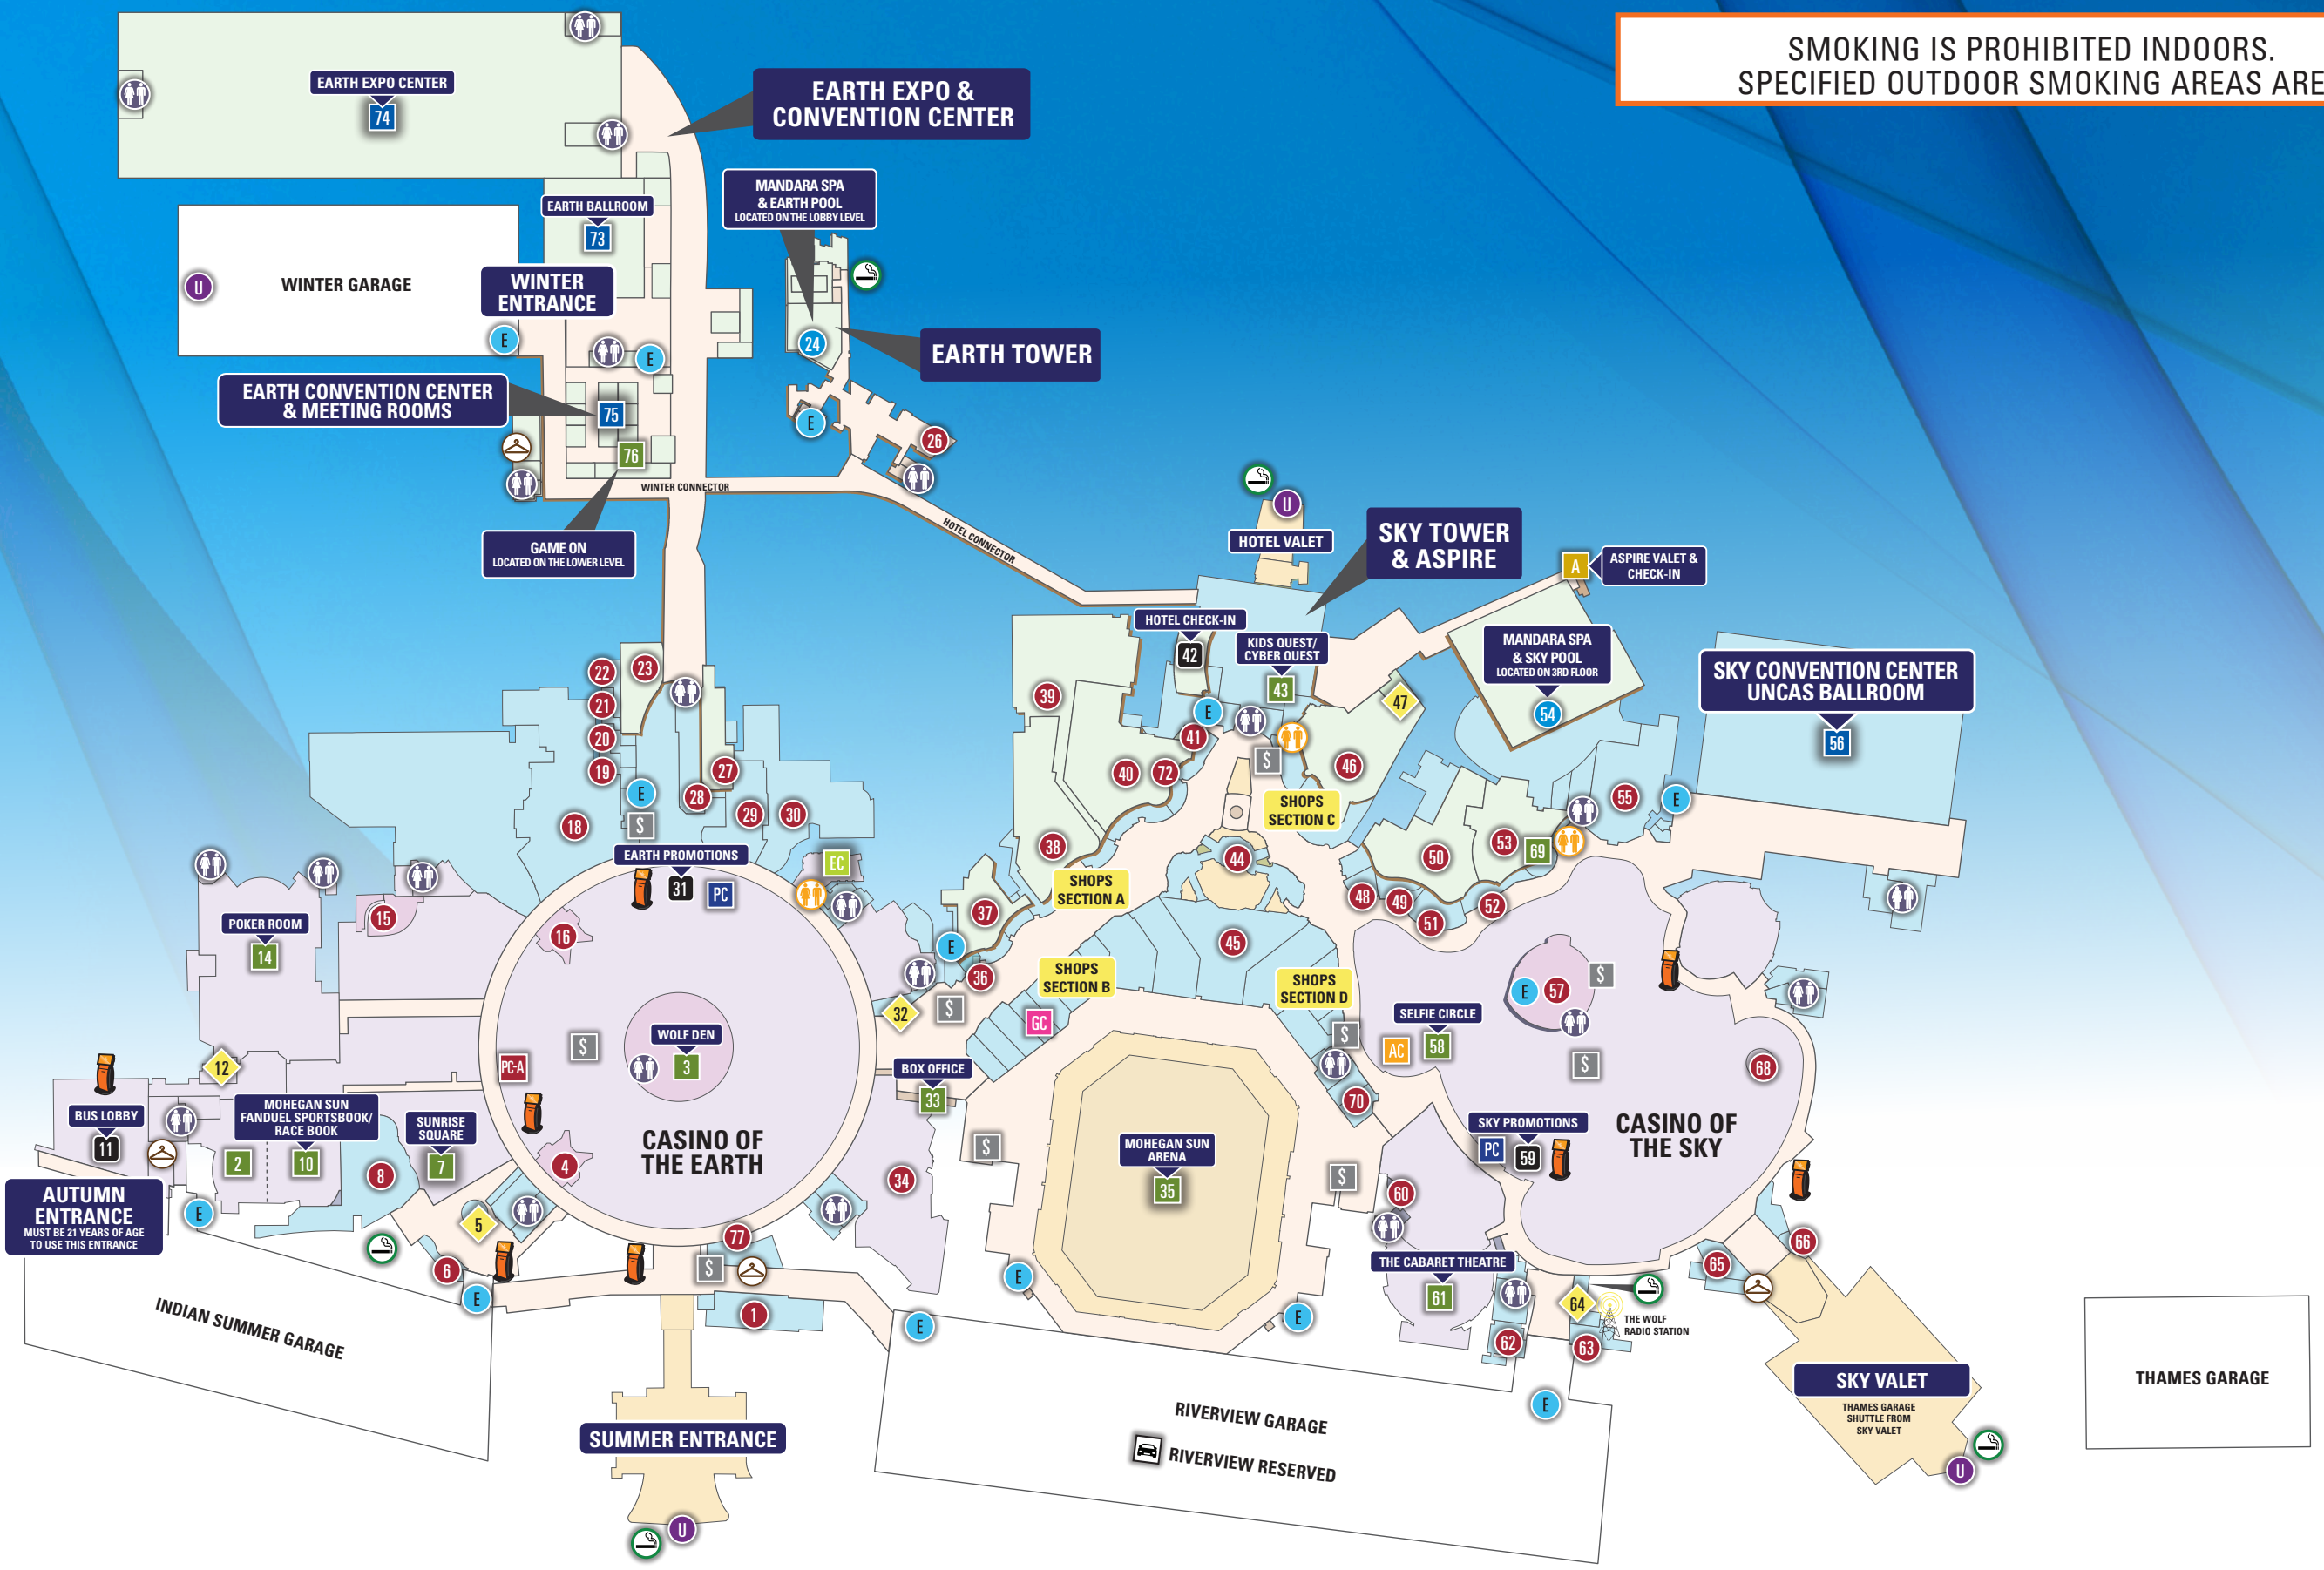 SMOKING IS PROHIBITED INDOORS.
SPECIFIED OUTDOOR SMOKING AREAS ARE
EARTH EXPO CENTER
74
EARTH EXPO &
CONVENTION CENTER
EARTH BALLROOM
73
MANDARA SPA
& EARTH POOL
LOCATED ON THE LOBBY LEVEL
24
EARTH TOWER
WINTER GARAGE
U
WINTER
ENTRANCE
E
E
EARTH CONVENTION CENTER
& MEETING ROOMS
75
76
E
26
WINTER CONNECTOR
HOTEL CONNECTOR
GAME ON
LOCATED ON THE LOWER LEVEL
U
HOTEL VALET
SKY TOWER
& ASPIRE
A
ASPIRE VALET &
CHECK-IN
HOTEL CHECK-IN
42
KIDS QUEST/
CYBER QUEST
43
MANDARA SPA
& SKY POOL
LOCATED ON 3RD FLOOR
54
SKY CONVENTION CENTER
UNCAS BALLROOM
56
22
23
21
20
19
18
E
$
27
28
29
30
39
E
41
40
72
$
46
47
38
SHOPS
SECTION C
44
50
53
69
55
E
EARTH PROMOTIONS
31
PC
EC
SHOPS
SECTION A
37
48
49
51
52
POKER ROOM
14
15
16
E
36
$
32
45
SHOPS
SECTION B
GC
SHOPS
SECTION D
$
E
57
$
SELFIE CIRCLE
58
AC
$
68
12
PC-A
$
WOLF DEN
3
BOX OFFICE
33
70
BUS LOBBY
11
MOHEGAN SUN
FANDUEL SPORTSBOOK/
RACE BOOK
2
10
SUNRISE
SQUARE
7
8
4
CASINO OF
THE EARTH
34
$
MOHEGAN SUN
ARENA
35
$
60
SKY PROMOTIONS
PC
59
CASINO OF
THE SKY
AUTUMN
ENTRANCE
MUST BE 21 YEARS OF AGE
TO USE THIS ENTRANCE
E
5
6
E
77
$
1
E
E
E
THE CABARET THEATRE
61
62
64
THE WOLF
RADIO STATION
63
65
66
E
INDIAN SUMMER GARAGE
SUMMER ENTRANCE
U
RIVERVIEW GARAGE
RIVERVIEW RESERVED
SKY VALET
THAMES GARAGE
SHUTTLE FROM
SKY VALET
U
THAMES GARAGE